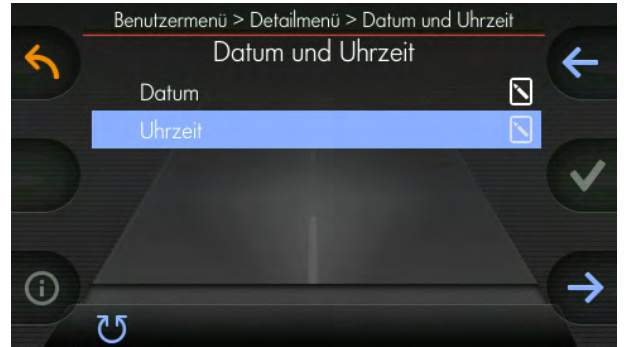 Benutzermenü > Detailmenü > Datum und Uhrzeit
Datum und Uhrzeit
Datum
Uhrzeit